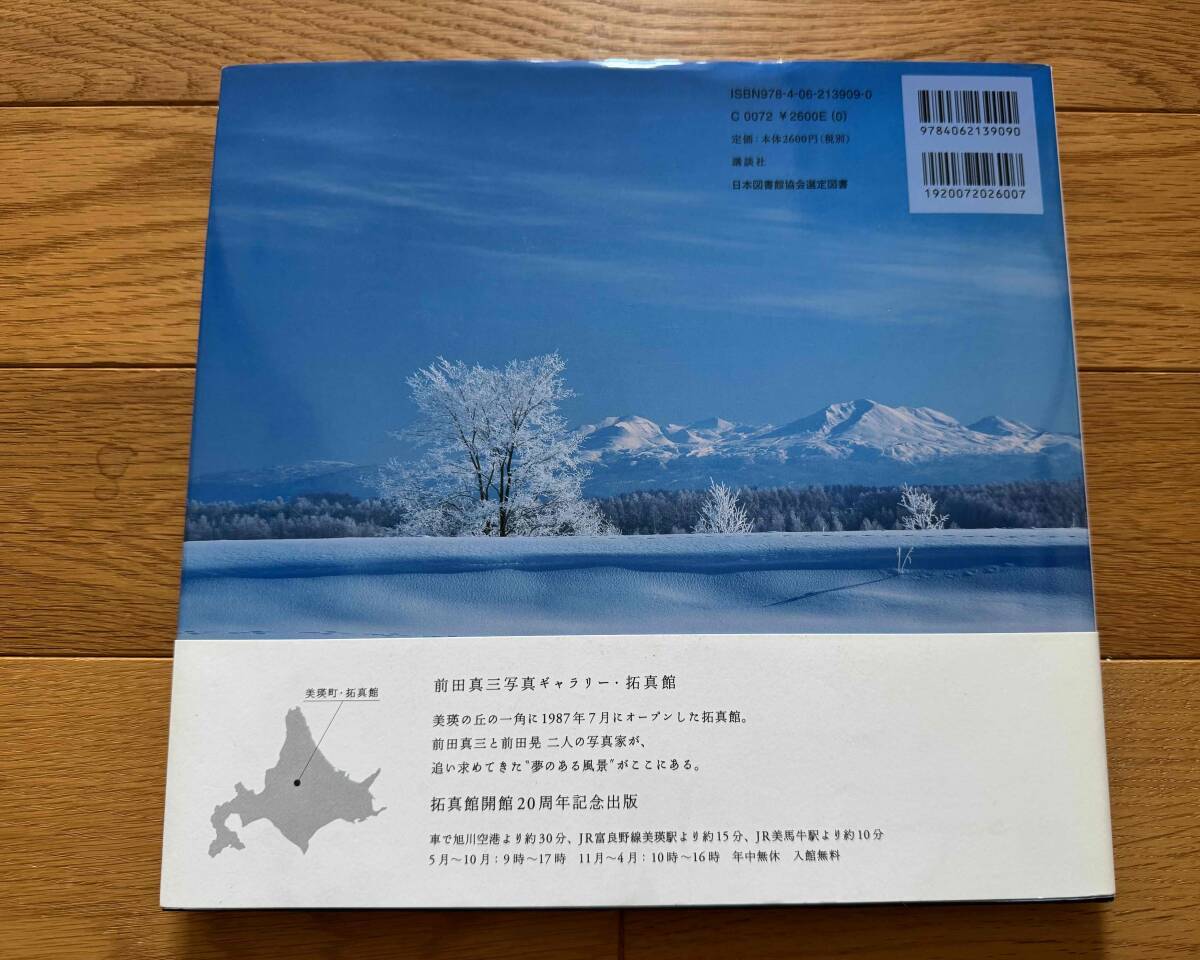 ISBN978-4-06-213909-0
C 0072 ¥2600E (0)
定価：本体2600円（税別）
講談社
日本図書館協会選定図書
9784062139090
1920072026007
美瑛町・拓真館
前田真三写真ギャラリー・拓真館
美瑛の丘の一角に1987年7月にオープンした拓真館。
前田真三と前田晃 二人の写真家が、
追い求めてきた〝夢のある風景〟がここにある。
拓真館開館20周年記念出版
車で旭川空港より約30分、JR富良野線美瑛駅より約15分、JR美馬牛駅より約10分
5月～10月：9時～17時 11月～4月：10時～16時 年中無休 入館無料